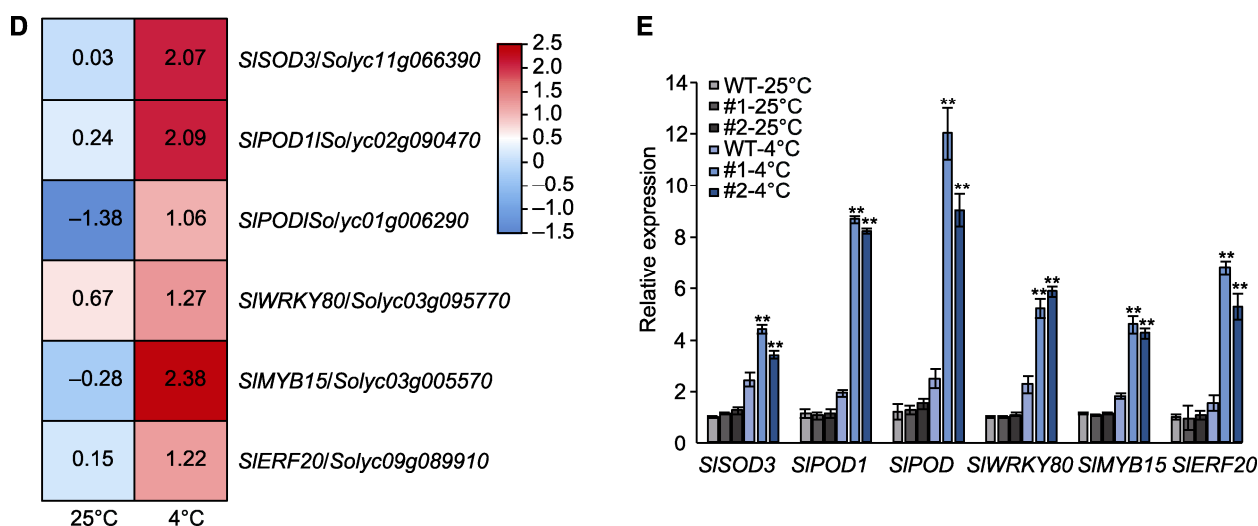 D
0.03 2.07 SlSOD3/Solyc11g066390
0.24 2.09 SlPOD1/Solyc02g090470
−1.38 1.06 SlPOD/Solyc01g006290
0.67 1.27 SlWRKY80/Solyc03g095770
−0.28 2.38 SlMYB15/Solyc03g005570
0.15 1.22 SlERF20/Solyc09g089910
25°C 4°C
2.5
2.0
1.5
1.0
0.5
0
−0.5
−1.0
−1.5
E
Relative expression
14
12
10
8
6
4
2
0
WT-25°C
#1-25°C
#2-25°C
WT-4°C
#1-4°C
#2-4°C
** **
** **
** **
** **
** **
** **
SlSOD3 SlPOD1 SlPOD SlWRKY80 SlMYB15 SlERF20